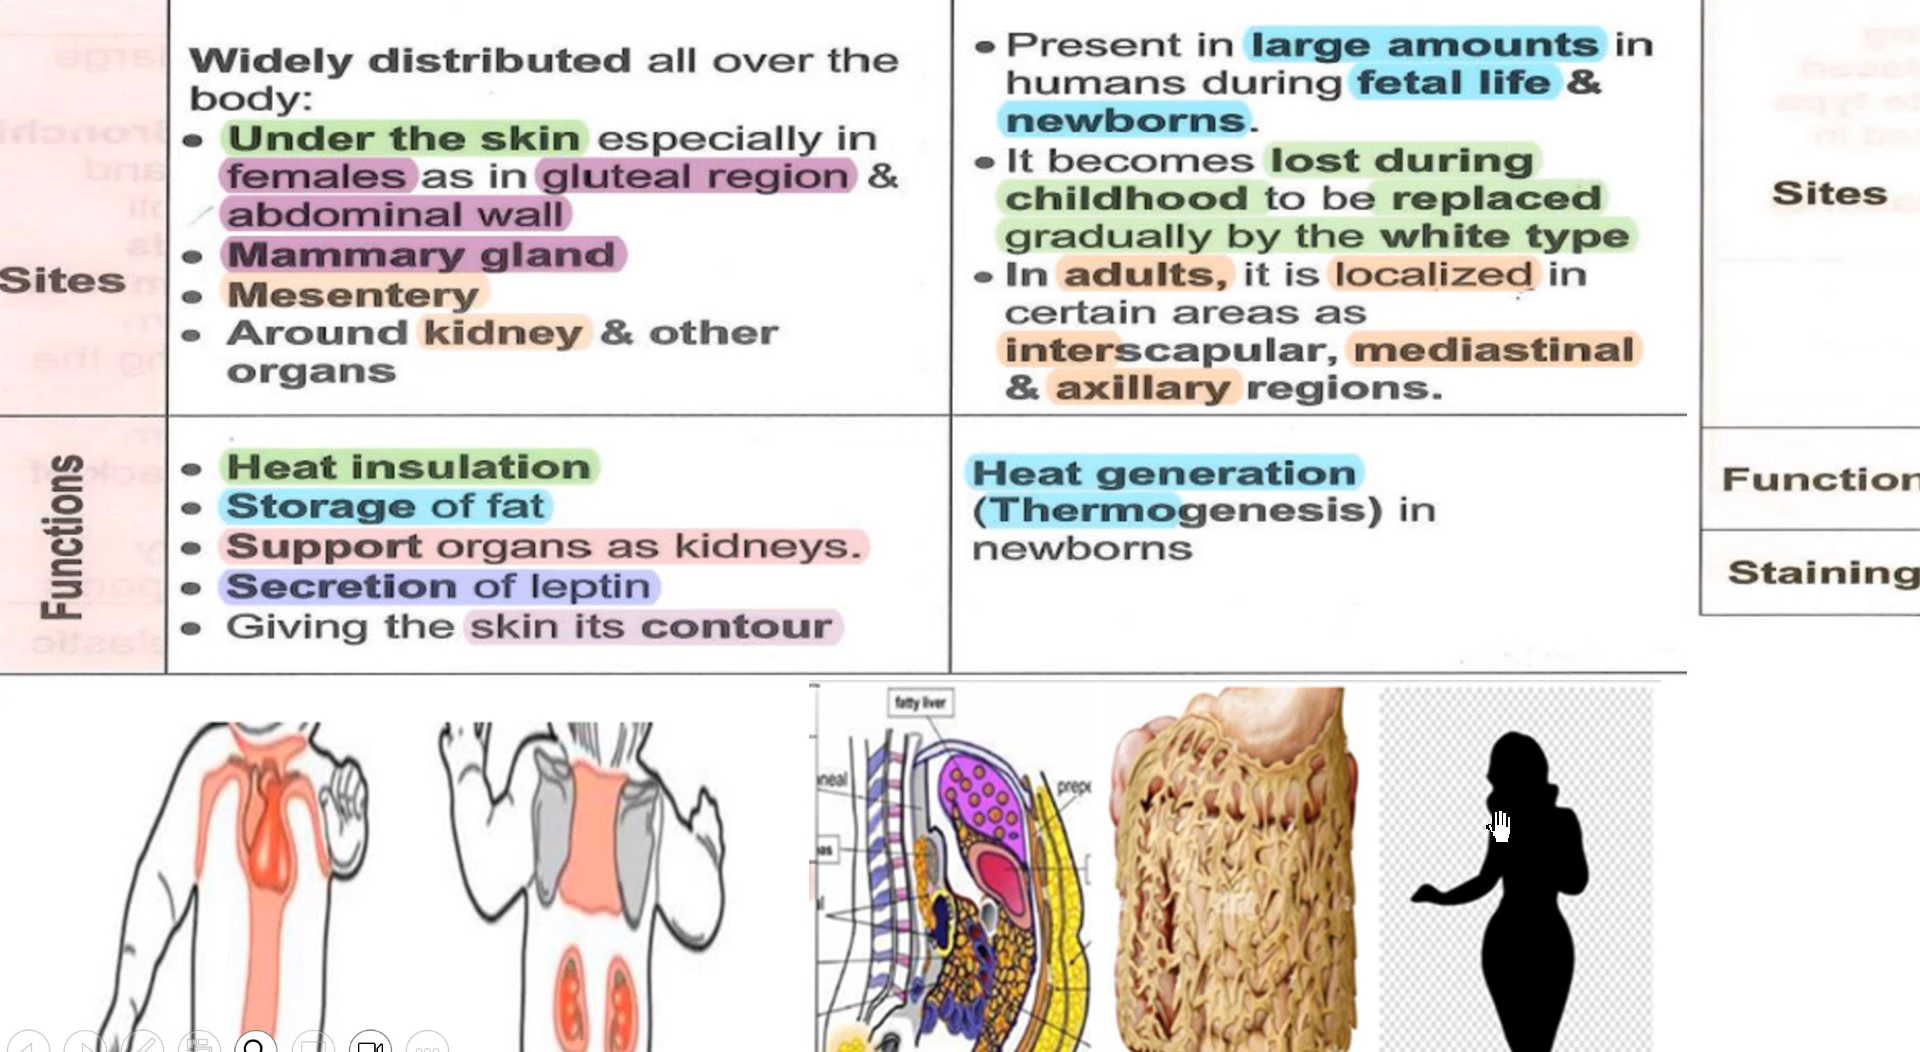 Sites
Widely distributed all over the
body:
• Under the skin especially in
females as in gluteal region &
abdominal wall
• Mammary gland
• Mesentery
• Around kidney & other
organs
• Present in large amounts in
humans during fetal life &
newborns.
• It becomes lost during
childhood to be replaced
gradually by the white type
• In adults, it is localized in
certain areas as
interscapular, mediastinal
& axillary regions.
Functions
• Heat insulation
• Storage of fat
• Support organs as kidneys.
• Secretion of leptin
• Giving the skin its contour
Heat generation
(Thermogenesis) in
newborns
Sites
Function
Staining
fatty liver
neal
prepe
as